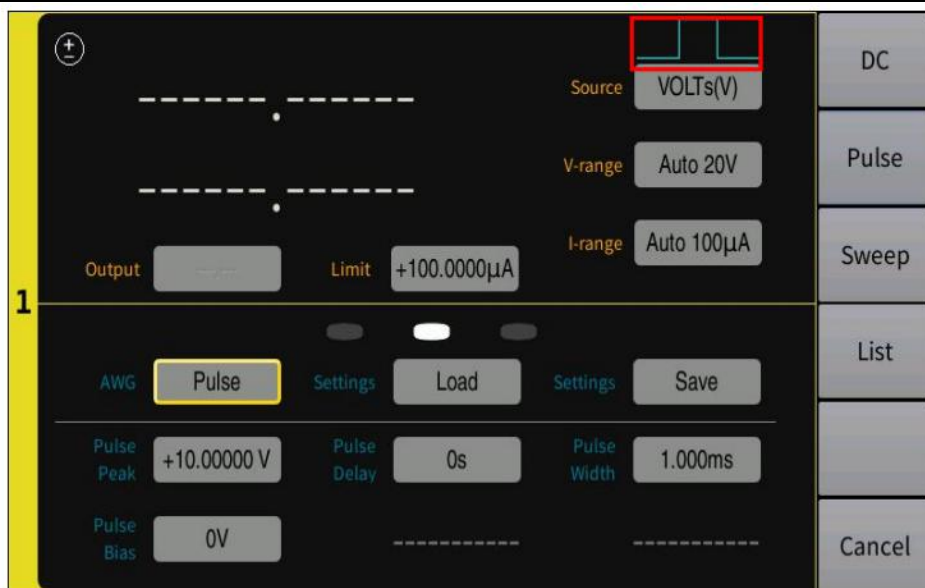 DC
Source VOLTs(V)
------.------
V-range Auto 20V
Pulse
------.------
I-range Auto 100µA
Output --.-- Limit +100.0000µA
Sweep
1
List
AWG Pulse Settings Load Settings Save
Pulse Peak +10.00000 V
Pulse Delay 0s
Pulse Width 1.000ms
Pulse Bias 0V
-----------
-----------
Cancel